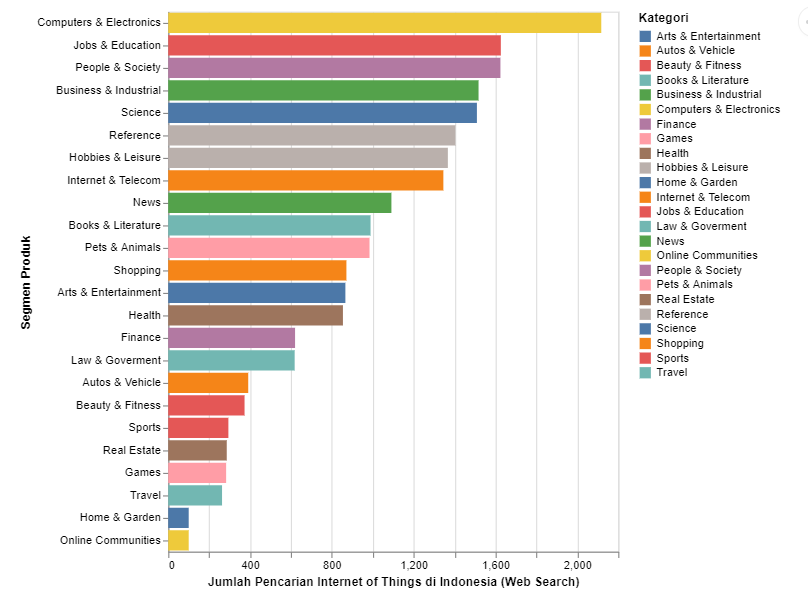 Computers & Electronics
Jobs & Education
People & Society
Business & Industrial
Science
Reference
Hobbies & Leisure
Internet & Telecom
News
Books & Literature
Pets & Animals
Shopping
Arts & Entertainment
Health
Finance
Law & Goverment
Autos & Vehicle
Beauty & Fitness
Sports
Real Estate
Games
Travel
Home & Garden
Online Communities
Segmen Produk
0 400 800 1,200 1,600 2,000
Jumlah Pencarian Internet of Things di Indonesia (Web Search)
Kategori
Arts & Entertainment
Autos & Vehicle
Beauty & Fitness
Books & Literature
Business & Industrial
Computers & Electronics
Finance
Games
Health
Hobbies & Leisure
Home & Garden
Internet & Telecom
Jobs & Education
Law & Goverment
News
Online Communities
People & Society
Pets & Animals
Real Estate
Reference
Science
Shopping
Sports
Travel